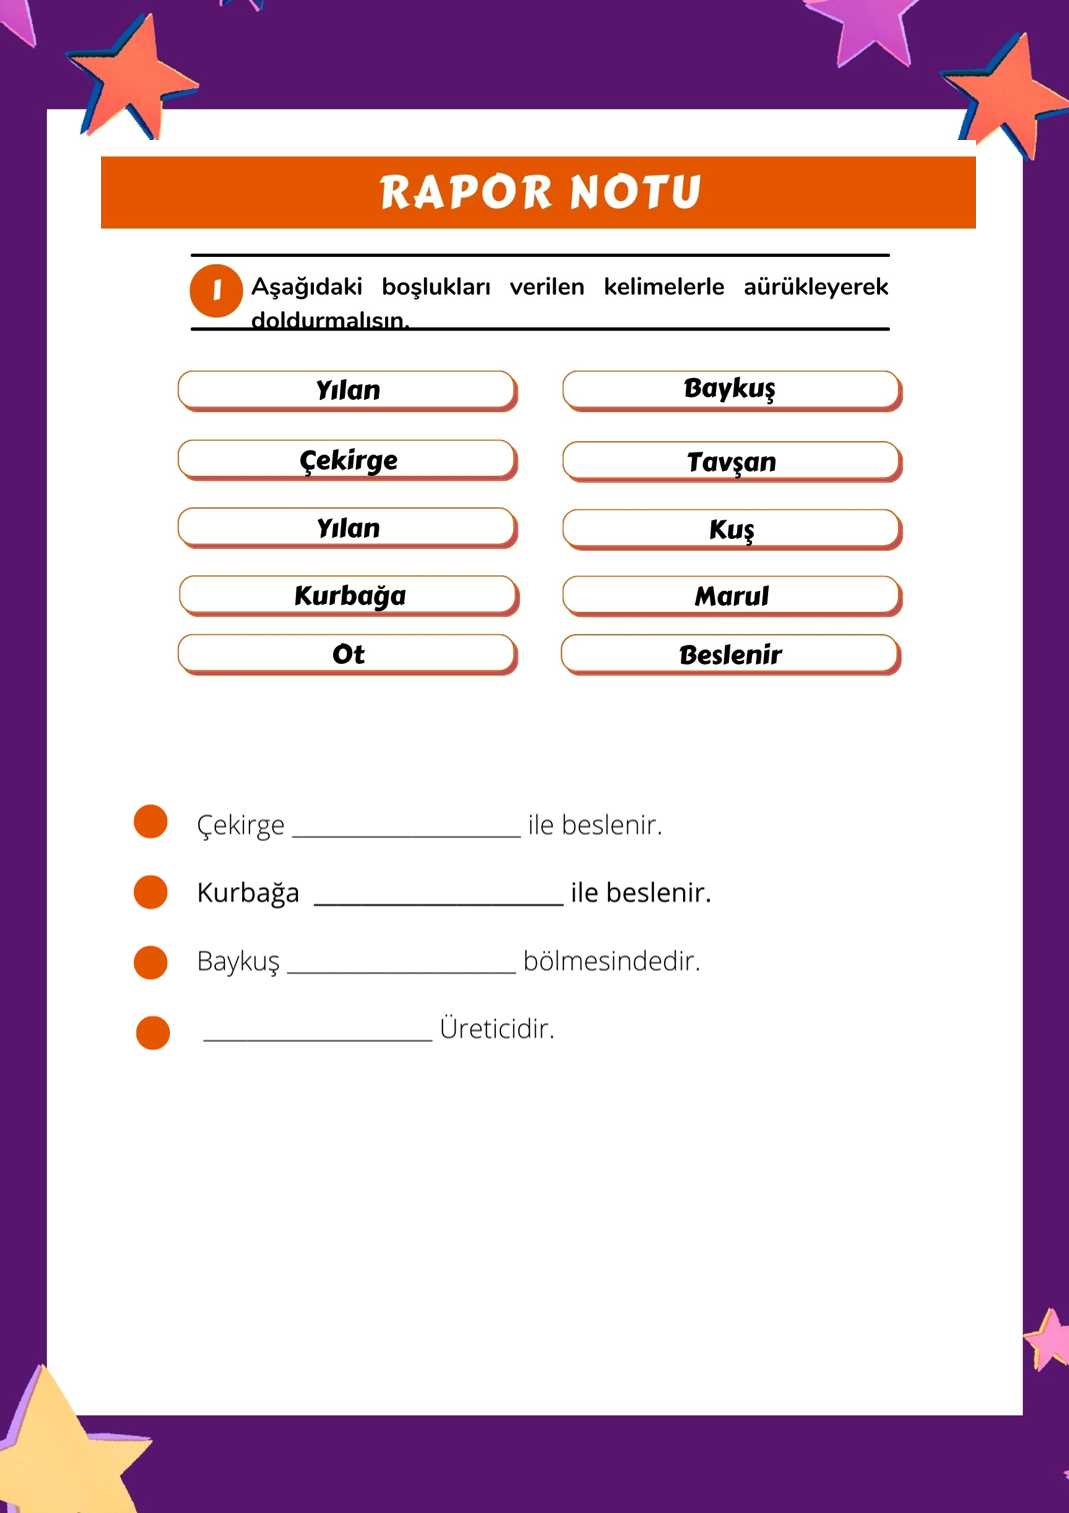 RAPOR NOTU
1
Aşağıdaki boşlukları verilen kelimelerle aürükleyerek
doldurmalısın.
Yılan
Baykuş
Çekirge
Tavşan
Yılan
Kuş
Kurbağa
Marul
Ot
Beslenir
Çekirge ________________ ile beslenir.
Kurbağa ________________ ile beslenir.
Baykuş ________________ bölmesindedir.
________________ Üreticidir.